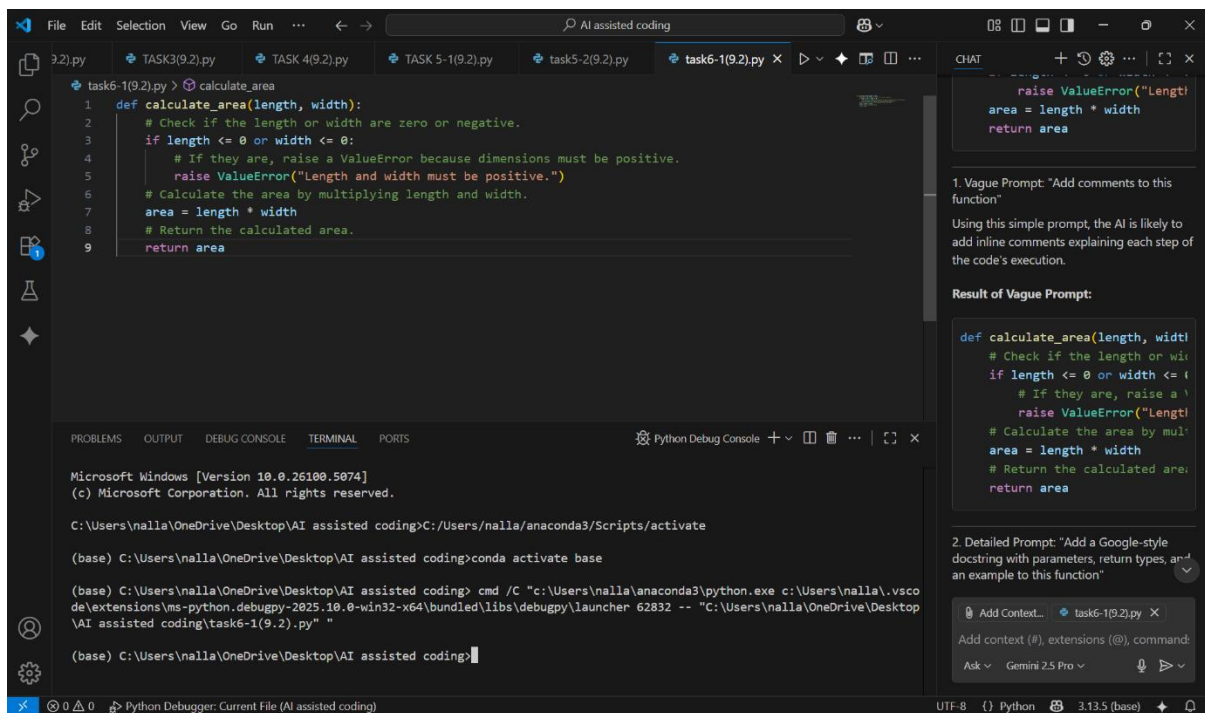 File Edit Selection View Go Run ··· AI assisted coding
9.2).py TASK3(9.2).py TASK 4(9.2).py TASK 5-1(9.2).py task5-2(9.2).py task6-1(9.2).py
task6-1(9.2).py > calculate_area
1 def calculate_area(length, width):
2 # Check if the length or width are zero or negative.
3 if length <= 0 or width <= 0:
4 # If they are, raise a ValueError because dimensions must be positive.
5 raise ValueError("Length and width must be positive.")
6 # Calculate the area by multiplying length and width.
7 area = length * width
8 # Return the calculated area.
9 return area
PROBLEMS OUTPUT DEBUG CONSOLE TERMINAL PORTS Python Debug Console
Microsoft Windows [Version 10.0.26100.5074]
(c) Microsoft Corporation. All rights reserved.
C:\Users\nalla\OneDrive\Desktop\AI assisted coding>C:/Users/nalla/anaconda3/Scripts/activate
(base) C:\Users\nalla\OneDrive\Desktop\AI assisted coding>conda activate base
(base) C:\Users\nalla\OneDrive\Desktop\AI assisted coding> cmd /C "c:\Users\nalla\anaconda3\python.exe c:\Users\nalla\.vsco
de\extensions\ms-python.debugpy-2025.10.0-win32-x64\bundled\libs\debugpy\launcher 62832 -- "C:\Users\nalla\OneDrive\Desktop
\AI assisted coding\task6-1(9.2).py" "
(base) C:\Users\nalla\OneDrive\Desktop\AI assisted coding>
CHAT
raise ValueError("Lengt
area = length * width
return area
1. Vague Prompt: "Add comments to this
function"
Using this simple prompt, the AI is likely to
add inline comments explaining each step of
the code's execution.
Result of Vague Prompt:
def calculate_area(length, widt
# Check if the length or wi
if length <= 0 or width <=
# If they are, raise a
raise ValueError("Lengt
# Calculate the area by mul
area = length * width
# Return the calculated area
return area
2. Detailed Prompt: "Add a Google-style
docstring with parameters, return types, and
an example to this function"
Add Context... task6-1(9.2).py
Add context (#), extensions (@), command
Ask Gemini 2.5 Pro
1
0 0 Python Debugger: Current File (AI assisted coding) UTF-8 {} Python 3.13.5 (base)